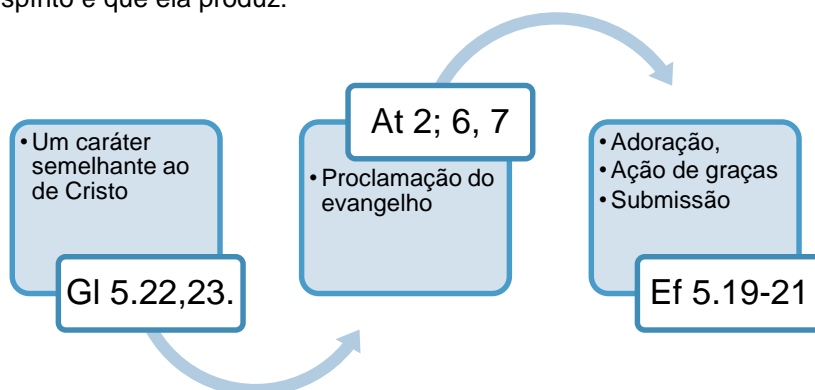 é que ela produz.
• Um caráter
semelhante ao
de Cristo
Gl 5.22,23.
At 2; 6, 7
• Proclamação do
evangelho
• Adoração,
• Ação de graças
• Submissão
Ef 5.19-21